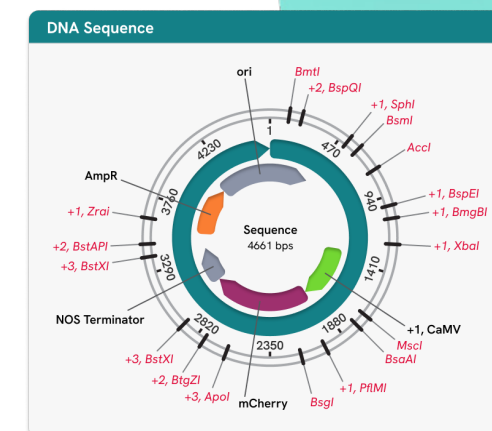 DNA Sequence
ori
BmtI
+2, BspQI
+1, SphI
BsmI
AccI
+1, BspEI
+1, BmgBI
+1, XbaI
+1, CaMV
MscI
BsaAI
+1, PflMI
BsgI
mCherry
+3, ApoI
+2, BtgZI
+3, BstXI
NOS Terminator
+3, BstXI
+2, BstAPI
+1, Zrai
AmpR
1
470
940
1410
1880
2350
2820
3290
3760
4230
Sequence
4661 bps